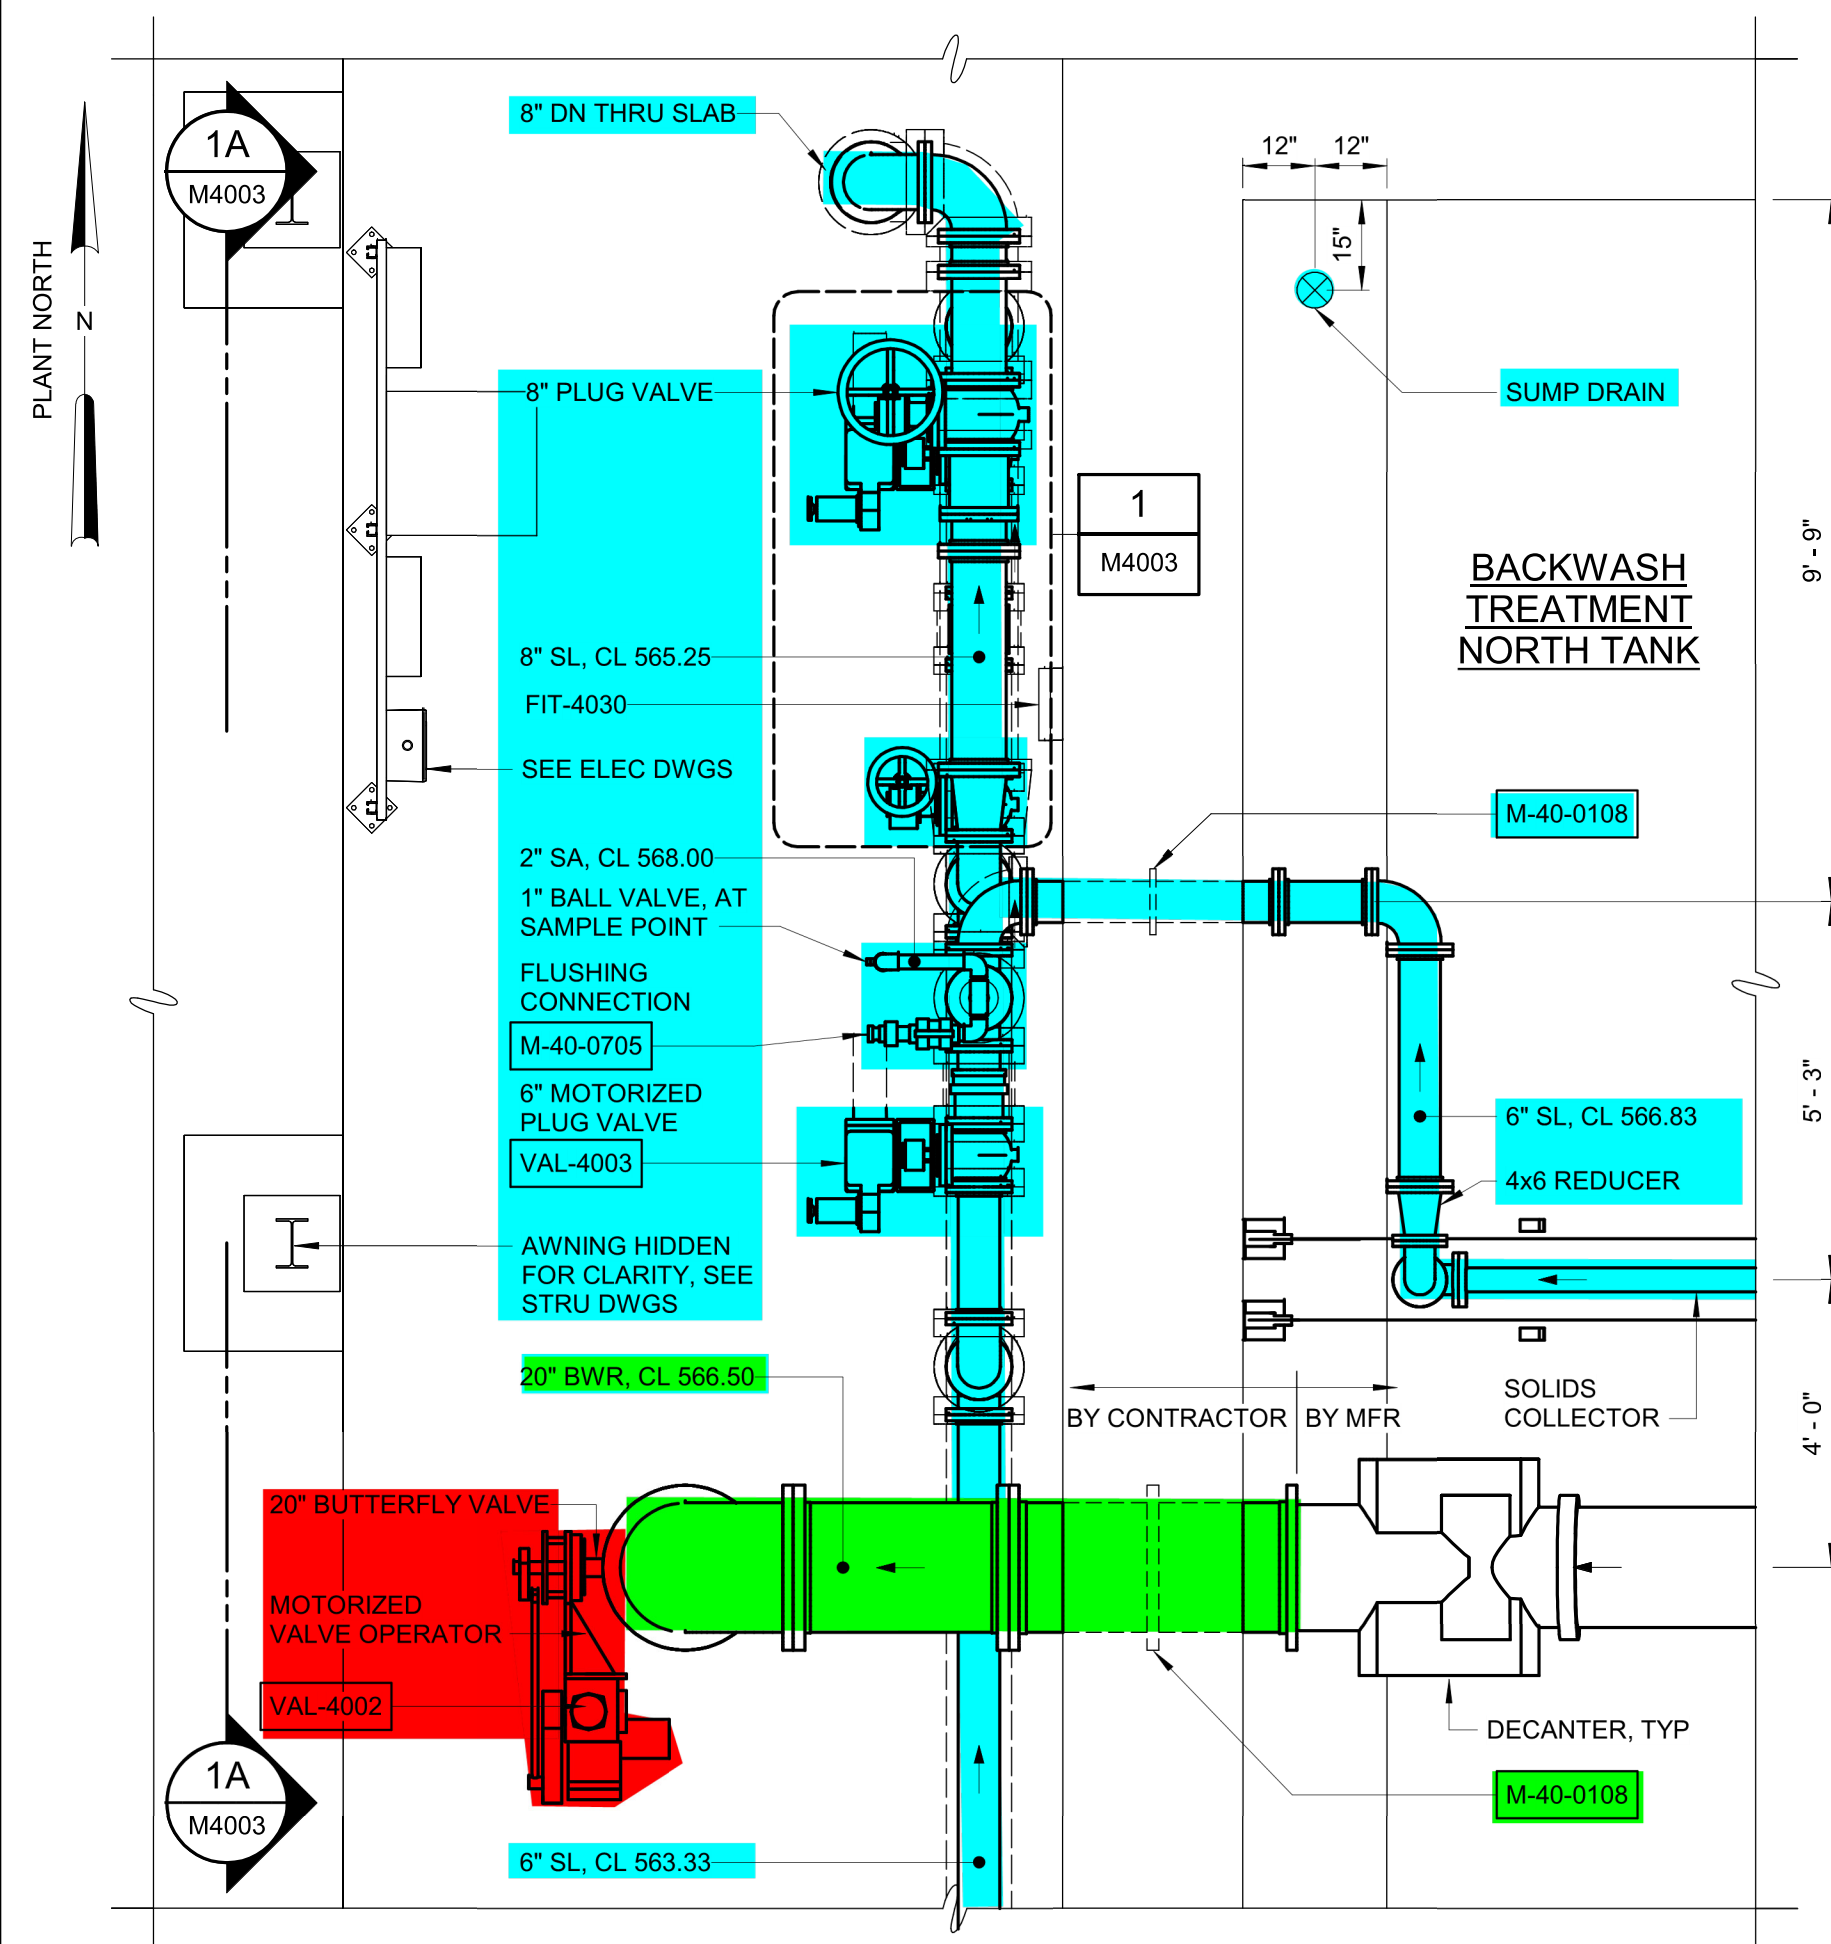 8" DN THRU SLAB
12"
12"
15"
1A
M4003
PLANT NORTH
N
8" PLUG VALVE
SUMP DRAIN
1
M4003
9' - 9"
BACKWASH
TREATMENT
NORTH TANK
8" SL, CL 565.25
FIT-4030
SEE ELEC DWGS
M-40-0108
2" SA, CL 568.00
1" BALL VALVE, AT
SAMPLE POINT
FLUSHING
CONNECTION
M-40-0705
6" MOTORIZED
PLUG VALVE
VAL-4003
5' - 3"
6" SL, CL 566.83
4x6 REDUCER
AWNING HIDDEN
FOR CLARITY, SEE
STRU DWGS
20" BWR, CL 566.50
BY CONTRACTOR
BY MFR
SOLIDS
COLLECTOR
4' - 0"
20" BUTTERFLY VALVE
MOTORIZED
VALVE OPERATOR
VAL-4002
DECANTER, TYP
M-40-0108
1A
M4003
6" SL, CL 563.33